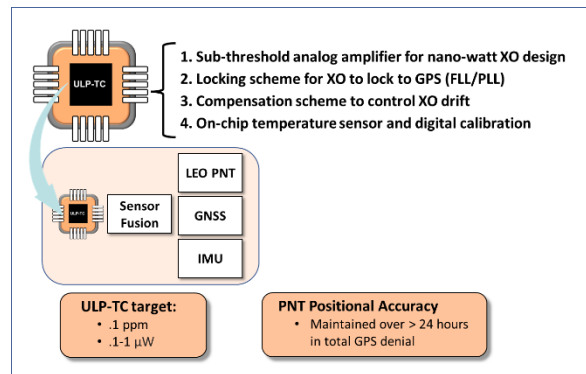 ULP-TC
1. Sub-threshold analog amplifier for nano-watt XO design
2. Locking scheme for XO to lock to GPS (FLL/PLL)
3. Compensation scheme to control XO drift
4. On-chip temperature sensor and digital calibration
LEO PNT
ULP-TC
Sensor
Fusion
GNSS
IMU
ULP-TC target:
• .1 ppm
• .1-1 µW
PNT Positional Accuracy
• Maintained over > 24 hours
in total GPS denial